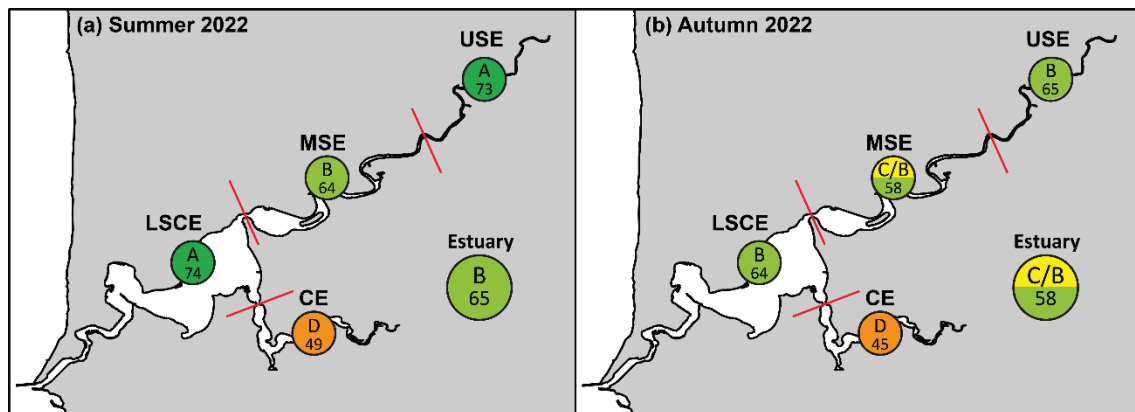 (a) Summer 2022
USE
A
73
MSE
B
64
LSCE
A
74
Estuary
B
65
CE
D
49
(b) Autumn 2022
USE
B
65
MSE
C/B
58
LSCE
B
64
Estuary
C/B
58
CE
D
45